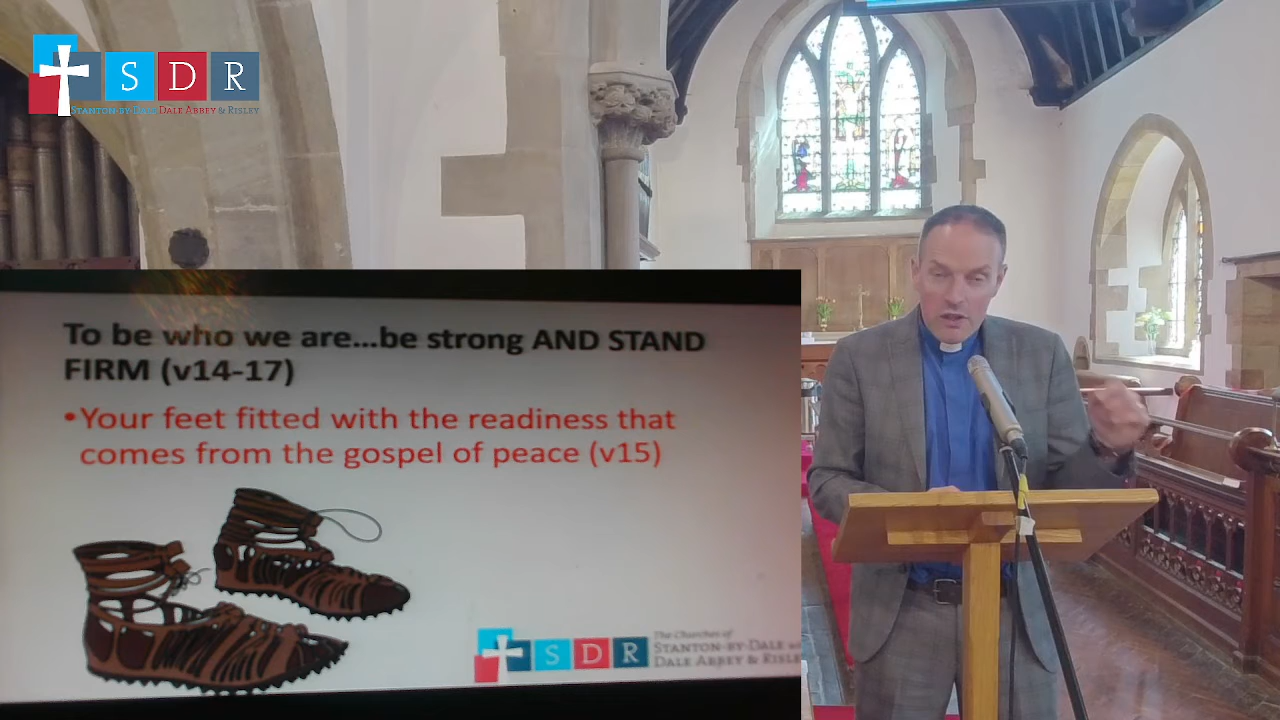 SDR
STANTON-BY-DALE DALE ABBEY & RISLEY
To be who we are...be strong AND STAND
FIRM (v14-17)
•Your feet fitted with the readiness that
comes from the gospel of peace (v15)
SDR
The Churches of
STANTON-BY-DALE
DALE ABBEY &